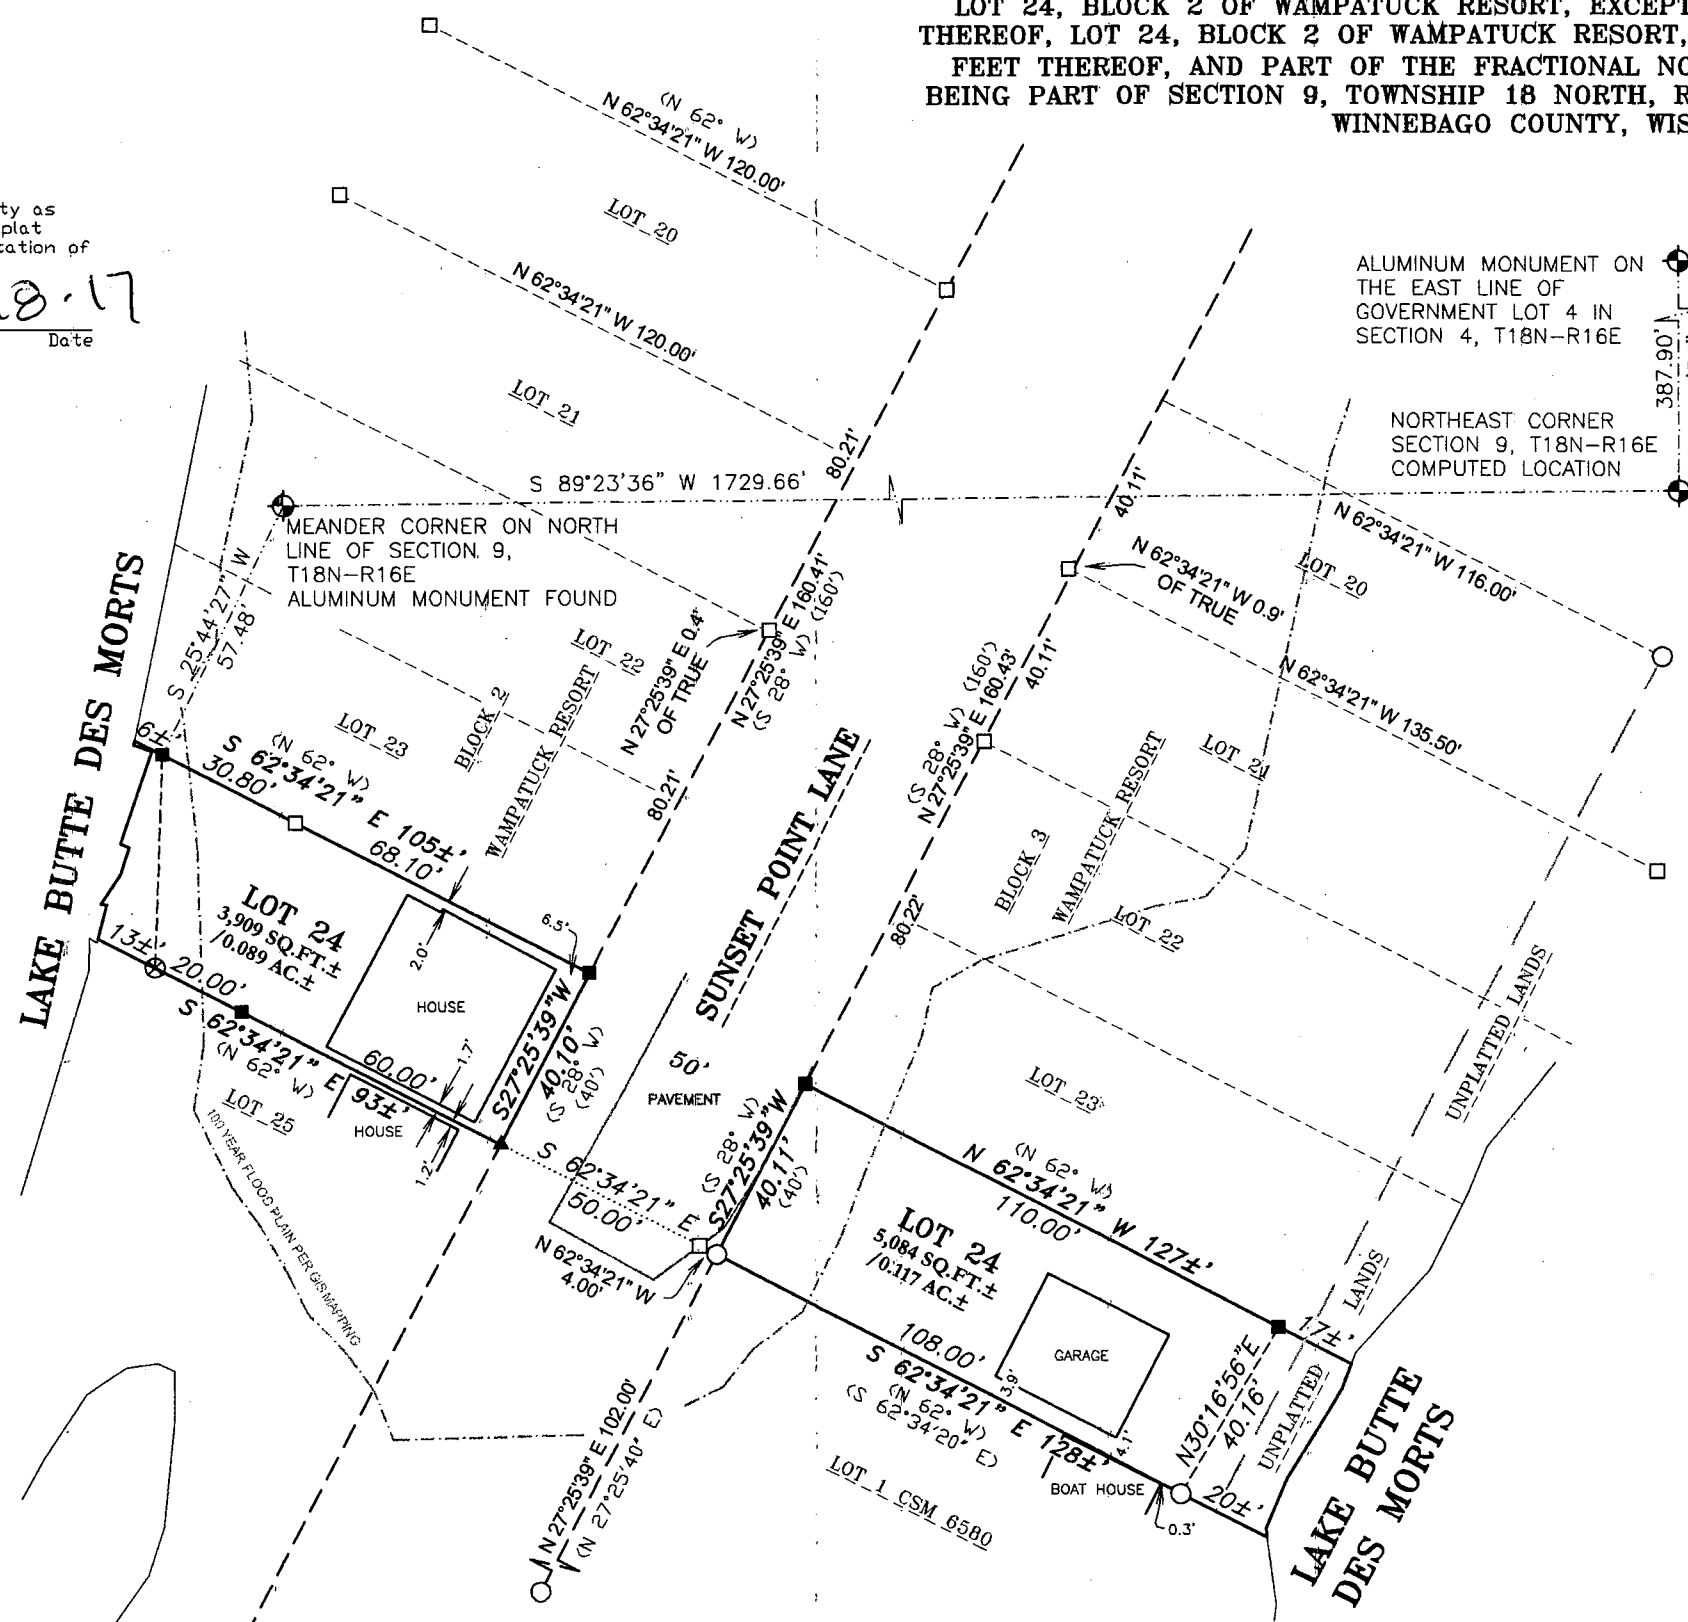 LOT 24, BLOCK 2 OF WAMPATUCK RESORT, EXCEPT
THEREOF, LOT 24, BLOCK 2 OF WAMPATUCK RESORT,
FEET THEREOF, AND PART OF THE FRACTIONAL
BEING PART OF SECTION 9, TOWNSHIP 18 NORTH,
WINNEBAGO COUNTY,
ty as
plat
cation of
8.17
Date
(N 62° W)
N 62°34'21" W 120.00'
LOT 20
N 62°34'21" W 120.00'
LOT 21
80.21'
ALUMINUM MONUMENT ON
THE EAST LINE OF
GOVERNMENT LOT 4 IN
SECTION 4, T18N-R16E
387.90'
NORTHEAST CORNER
SECTION 9, T18N-R16E
COMPUTED LOCATION
S 89°23'36" W 1729.66'
MEANDER CORNER ON NORTH
LINE OF SECTION 9,
T18N-R16E
ALUMINUM MONUMENT FOUND
S 25°44'27" W
57.48'
40.11'
N 62°34'21" W 116.00'
LOT 20
N 62°34'21" W 0.9'
OF TRUE
N 62°34'21" W 135.50'
40.11'
LOT 21
N 27°25'39" E 160.41'
(S 28° W) (160')
N 27°25'39" E 0.4'
OF TRUE
LOT 22
LOT 23
BLOCK 2
WAMPATUCK RESORT
80.21'
SUNSET POINT LANE
(S 28° W) (160')
N 27°25'39" E 160.43'
80.22'
BLOCK 3
WAMPATUCK RESORT
LOT 22
UNPLATTED LANDS
LAKE BUTTE DES MORTS
6±'
(N 62° W)
S 62°34'21" E 105±'
30.80'
68.10'
LOT 24
3,909 SQ.FT.±
/0.089 AC.±
HOUSE
2.0'
6.5'
13±'
20.00'
S 62°34'21" E 93±'
(N 62° W)
60.00'
1.7'
1.2'
HOUSE
LOT 25
100 YEAR FLOOD PLAIN PER GIS MAPPING
S27°25'39"W
40.10'
(S 28° W)
(40')
50'
PAVEMENT
S 62°34'21" E
50.00'
N 62°34'21" W
4.00'
(S 28° W)
S27°25'39"W
40.11'
(40')
LOT 23
(N 62° W)
N 62°34'21" W 127±'
110.00'
LOT 24
5,084 SQ.FT.±
/0.117 AC.±
GARAGE
3.9'
4.1'
108.00'
S 62°34'21" E 128±'
(N 62° W)
(S 62°34'20" E)
LOT 1 CSM 6580
BOAT HOUSE
0.3'
17±'
N30°16'56"E
40.16'
UNPLATTED
LANDS
20±'
LAKE BUTTE
DES MORTS
N 27°25'39" E 102.00'
(N 27°25'40" E)